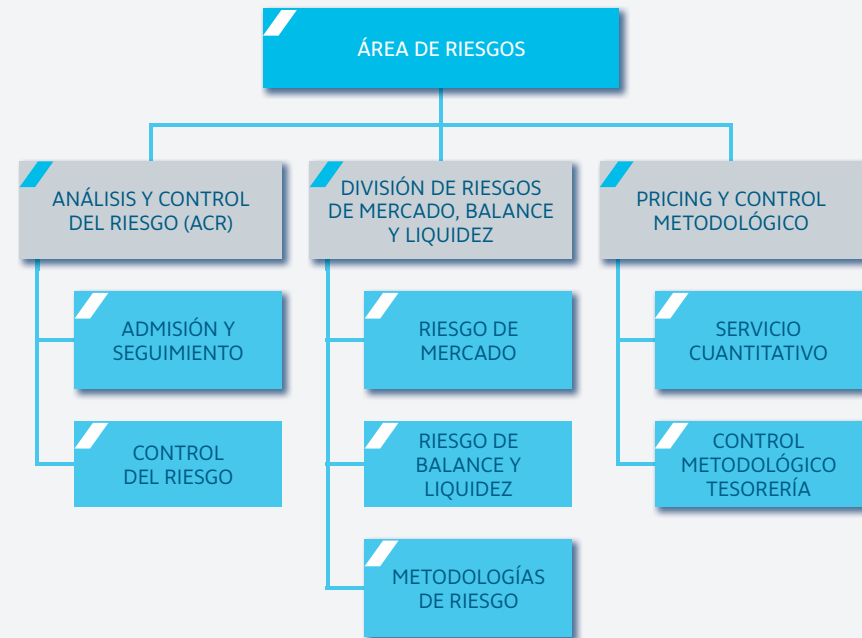 ÁREA DE RIESGOS
ANÁLISIS Y CONTROL
DEL RIESGO (ACR)
DIVISIÓN DE RIESGOS
DE MERCADO, BALANCE
Y LIQUIDEZ
PRICING Y CONTROL
METODOLÓGICO
ADMISIÓN Y
SEGUIMIENTO
RIESGO DE
MERCADO
SERVICIO
CUANTITATIVO
CONTROL
DEL RIESGO
RIESGO DE
BALANCE Y
LIQUIDEZ
CONTROL
METODOLÓGICO
TESORERÍA
METODOLOGÍAS
DE RIESGO